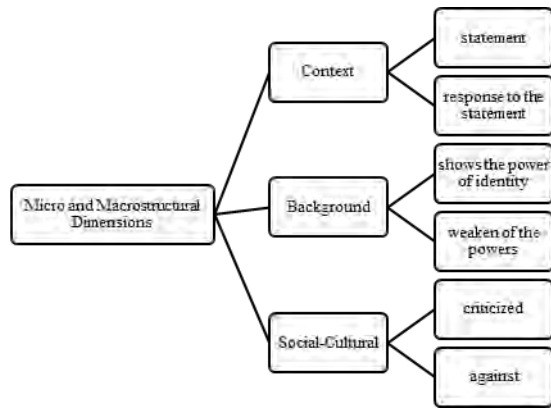 Micro and Macrostructural
Dimensions
Context
statement
response to the
statement
Background
shows the power
of identity
weaken of the
powers
Social-Cultural
criticized
against